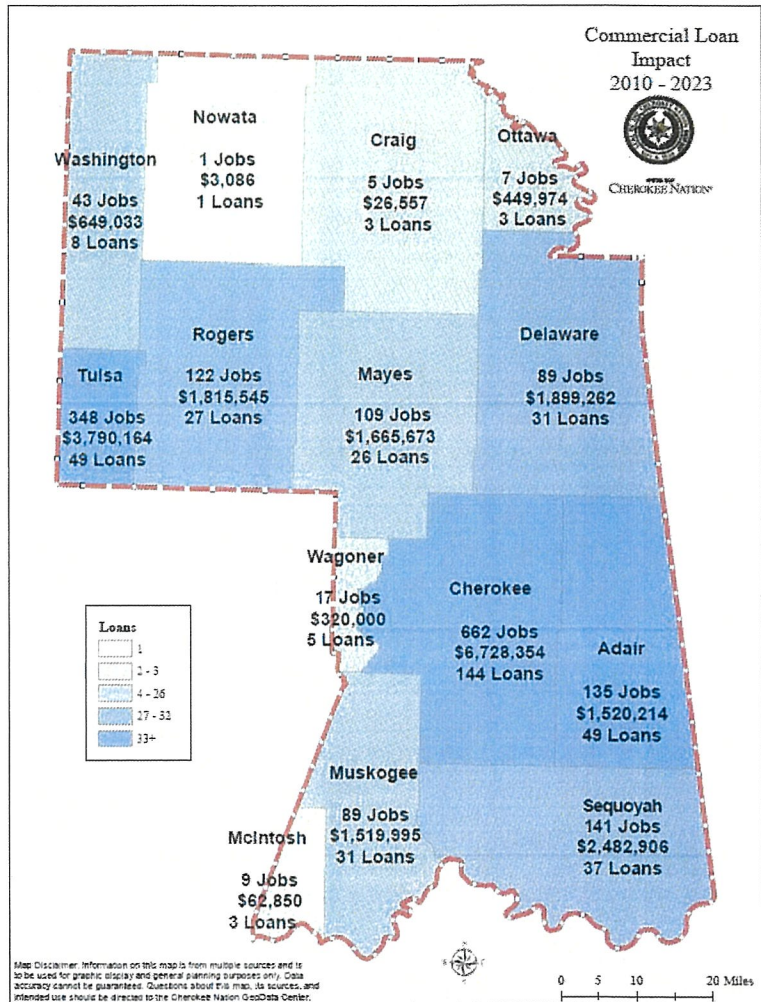 Commercial Loan
Impact
2010 - 2023
CHEROKEE NATION
Nowata
1 Jobs
$3,086
1 Loans
Craig
5 Jobs
$26,557
3 Loans
Ottawa
7 Jobs
$449,974
3 Loans
Washington
43 Jobs
$649,033
8 Loans
Rogers
122 Jobs
$1,815,545
27 Loans
Delaware
89 Jobs
$1,899,262
31 Loans
Tulsa
348 Jobs
$3,790,164
49 Loans
Mayes
109 Jobs
$1,665,673
26 Loans
Wagoner
17 Jobs
$320,000
5 Loans
Cherokee
662 Jobs
$6,728,354
144 Loans
Adair
135 Jobs
$1,520,214
49 Loans
Loans
1
2 - 3
4 - 26
27 - 32
33+
Muskogee
89 Jobs
$1,519,995
31 Loans
Sequoyah
141 Jobs
$2,482,906
37 Loans
McIntosh
9 Jobs
$62,850
3 Loans
Map Disclaimer: Information on this map is from multiple sources and is
to be used for graphic display and general planning purposes only. Data
accuracy cannot be guaranteed. Questions about this map, its sources, and
intended use should be directed to the Cherokee Nation GeoData Center.
0 5 10 20 Miles